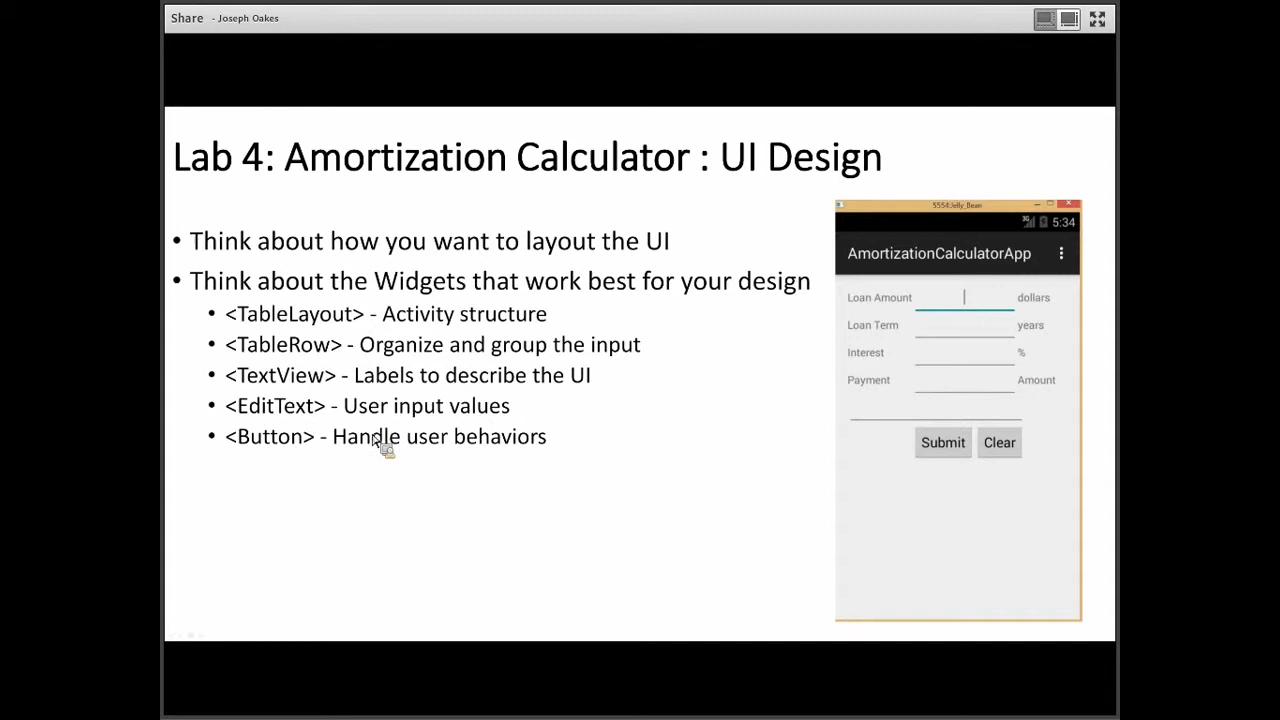 Share - Joseph Oakes
Lab 4: Amortization Calculator : UI Design
• Think about how you want to layout the UI
• Think about the Widgets that work best for your design
• <TableLayout> - Activity structure
• <TableRow> - Organize and group the input
• <TextView> - Labels to describe the UI
• <EditText> - User input values
• <Button> - Handle user behaviors
5554:Jelly_Bean
3G 5:34
AmortizationCalculatorApp
Loan Amount dollars
Loan Term years
Interest %
Payment Amount
Submit Clear